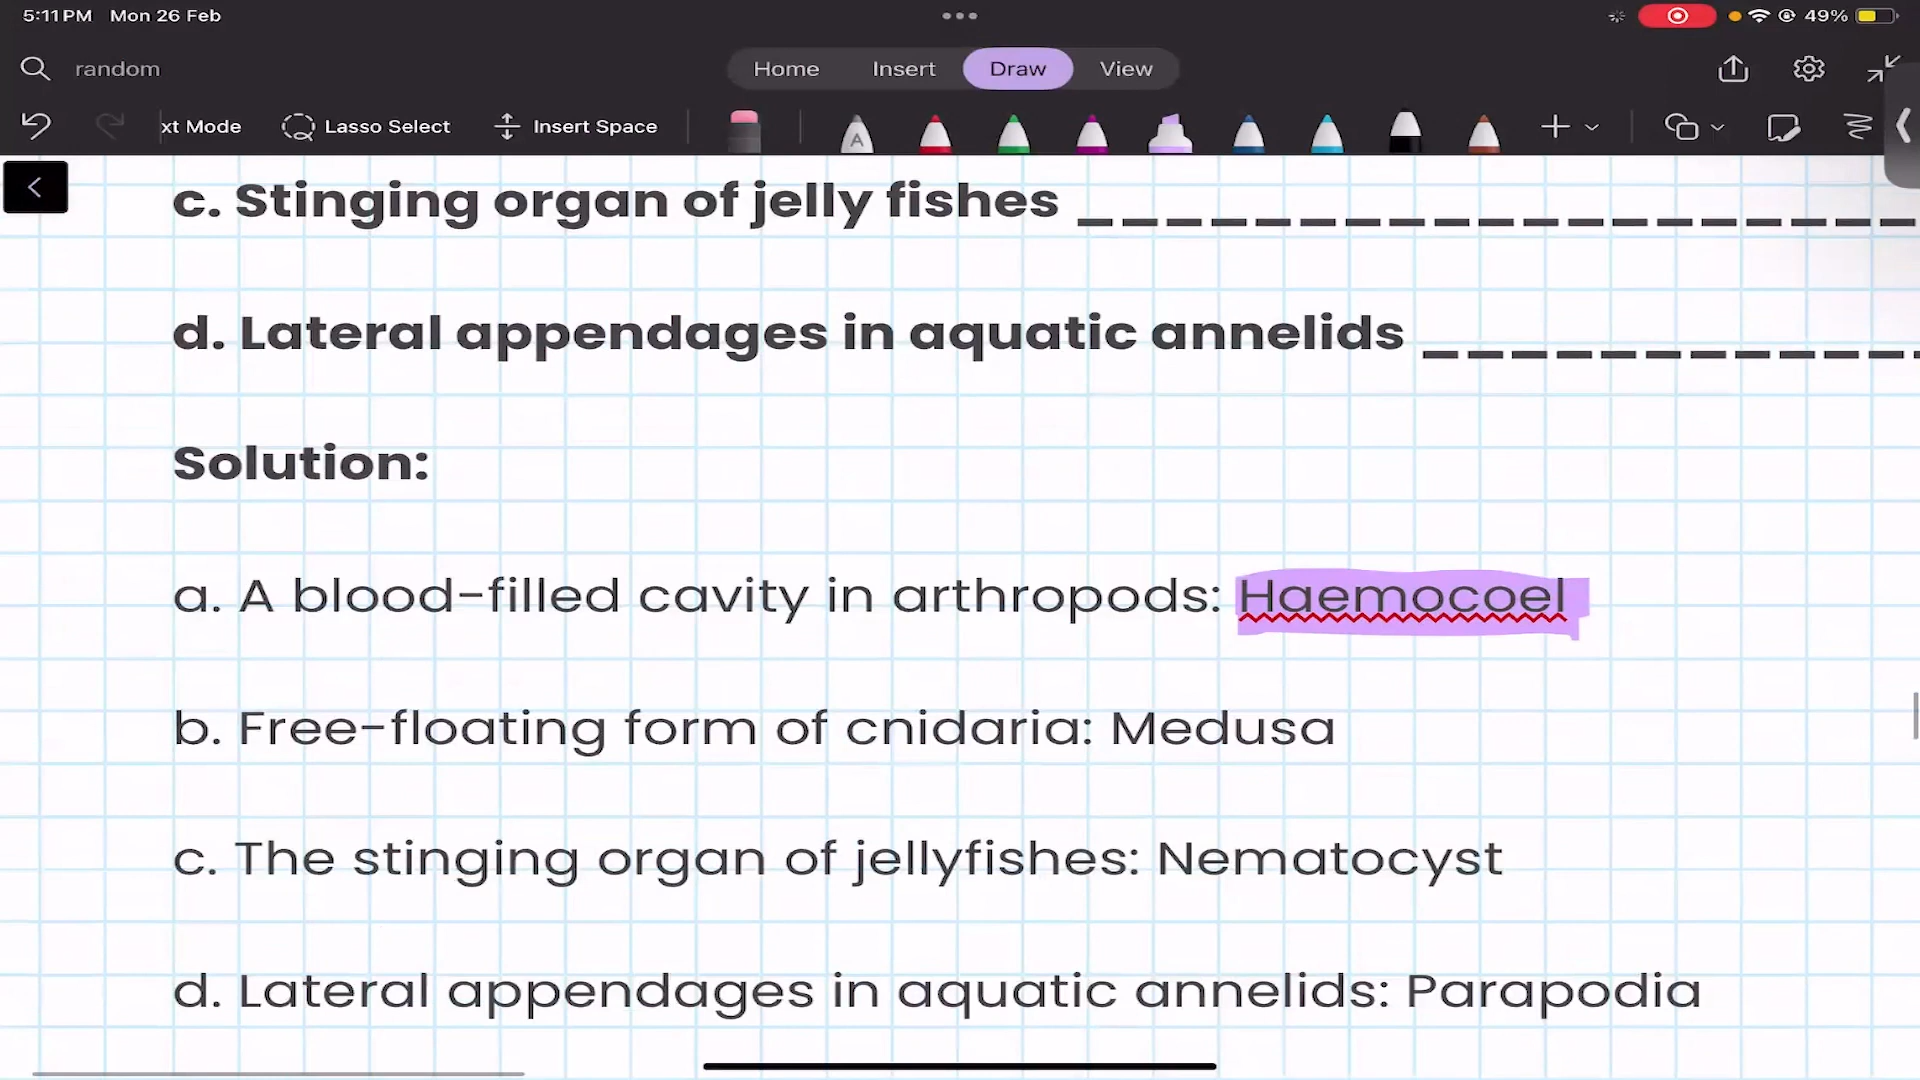 5:11PM Mon 26 Feb
49%
random
Home Insert Draw View
xt Mode Lasso Select Insert Space
A
c. Stinging organ of jelly fishes _ _ _ _ _ _ _ _ _ _ _ _ _ _ _ _ _ _ _
d. Lateral appendages in aquatic annelids _ _ _ _ _ _ _ _ _ _ _ _
Solution:
a. A blood-filled cavity in arthropods: Haemocoel
b. Free-floating form of cnidaria: Medusa
c. The stinging organ of jellyfishes: Nematocyst
d. Lateral appendages in aquatic annelids: Parapodia